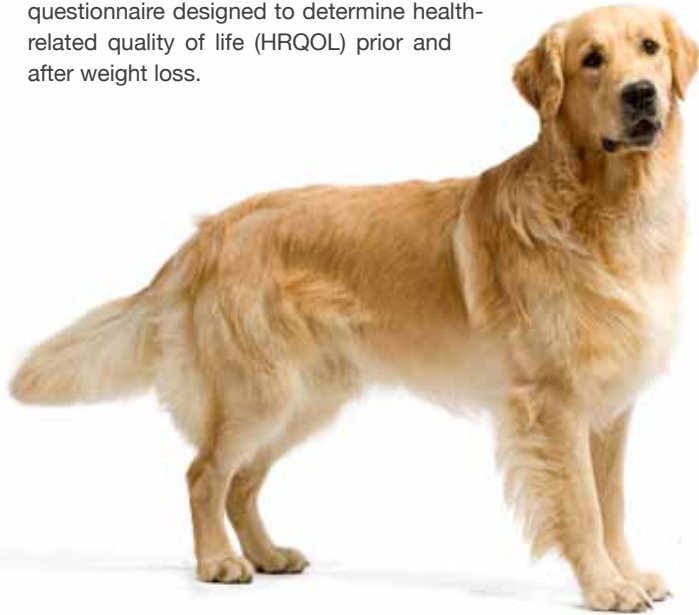 questionnaire designed to determine health-
related quality of life (HRQOL) prior and
after weight loss.